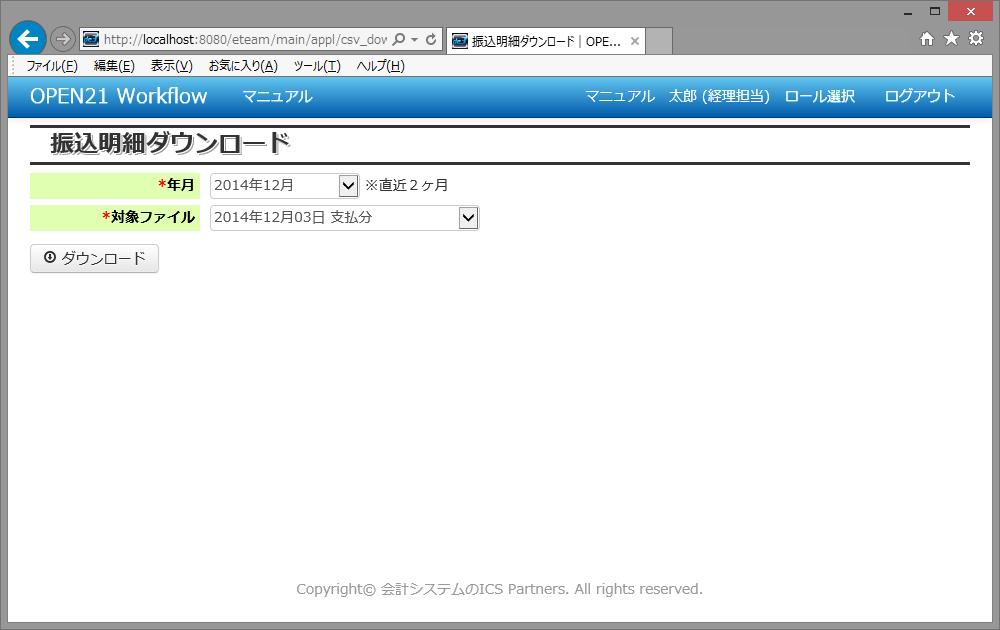 http://localhost:8080/eteam/main/appl/csv_dow
振込明細ダウンロード | OPE...
ファイル(F) 編集(E) 表示(V) お気に入り(A) ツール(T) ヘルプ(H)
OPEN21 Workflow マニュアル マニュアル 太郎 (経理担当) ロール選択 ログアウト
振込明細ダウンロード
*年月 2014年12月 ※直近２ヶ月
*対象ファイル 2014年12月03日 支払分
ダウンロード
Copyright© 会計システムのICS Partners. All rights reserved.